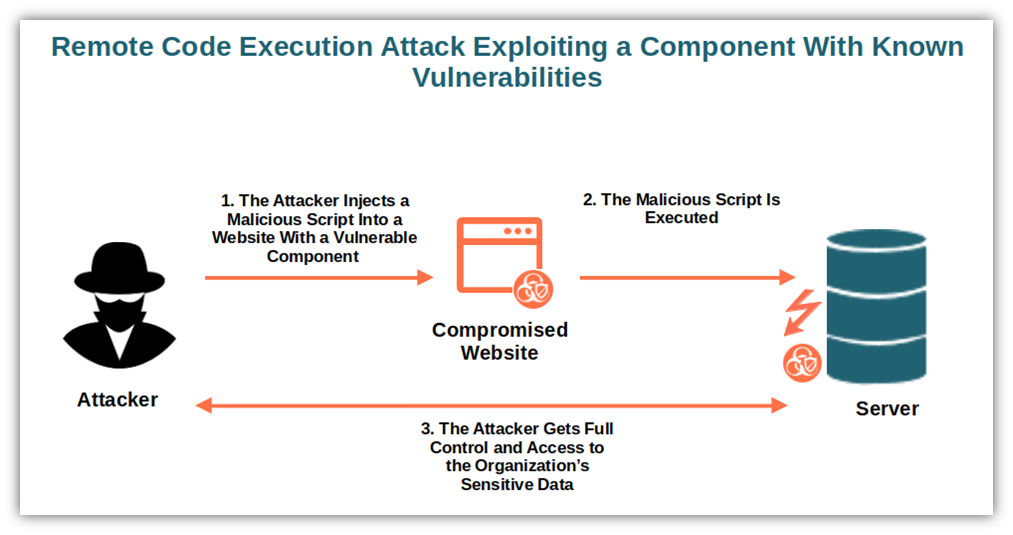 Remote Code Execution Attack Exploiting a Component With Known
Vulnerabilities
1. The Attacker Injects a
Malicious Script Into a
Website With a Vulnerable
Component
2. The Malicious Script Is
Executed
Compromised
Website
Attacker
Server
3. The Attacker Gets Full
Control and Access to
the Organization’s
Sensitive Data